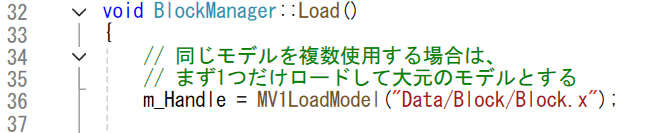 32 void BlockManager::Load()
33 {
34 // 同じモデルを複数使用する場合は、
35 // まず1つだけロードして大元のモデルとする
36 m_Handle = MV1LoadModel("Data/Block/Block.x");
37